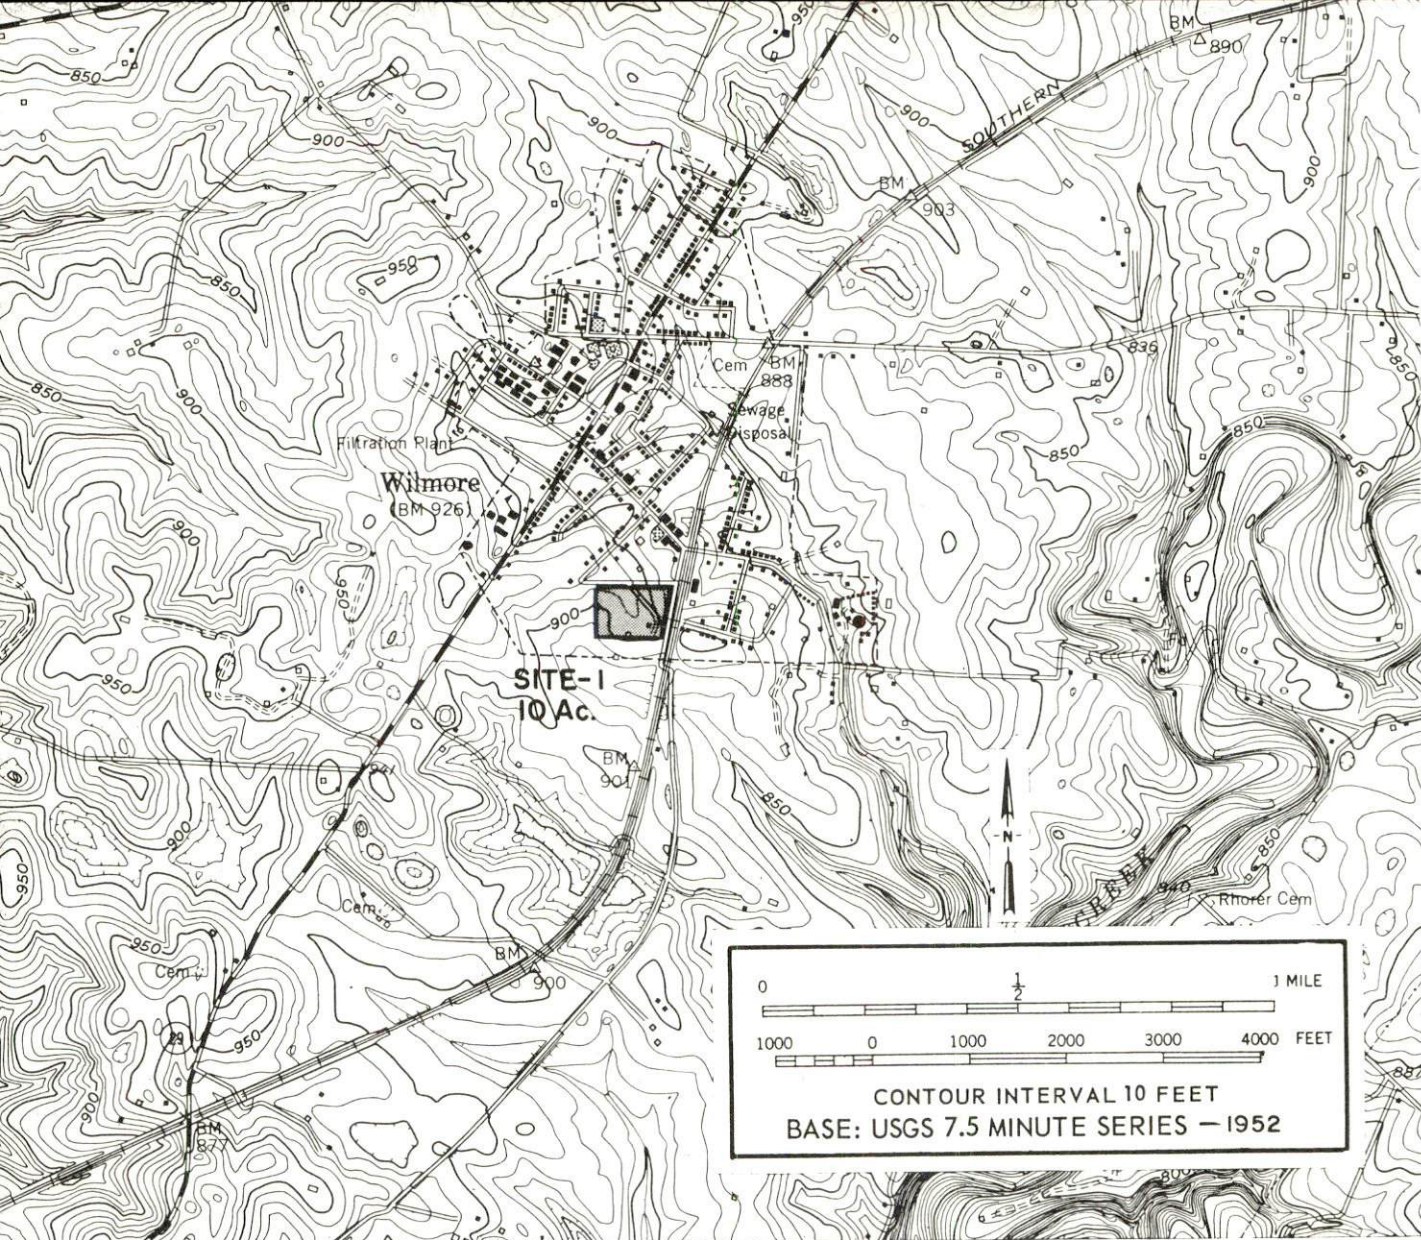 950
BM
890
850
900
900
SOUTHERN
900
BM
903
950
850
836
850
Cem
BM
888
850
900
Sewage
Disposal
850
850
Filtration Plant
Wilmore
(BM 926)
900
950
900
SITE-1
10 Ac.
950
BM
901
941
850
N
900
950
850
CREEK
840
Rhorer Cem
Cem
950
Cem
BM
900
29
950
900
BM
877
0
1/2
1 MILE
1000
0
1000
2000
3000
4000
FEET
CONTOUR INTERVAL 10 FEET
BASE: USGS 7.5 MINUTE SERIES — 1952
887
800